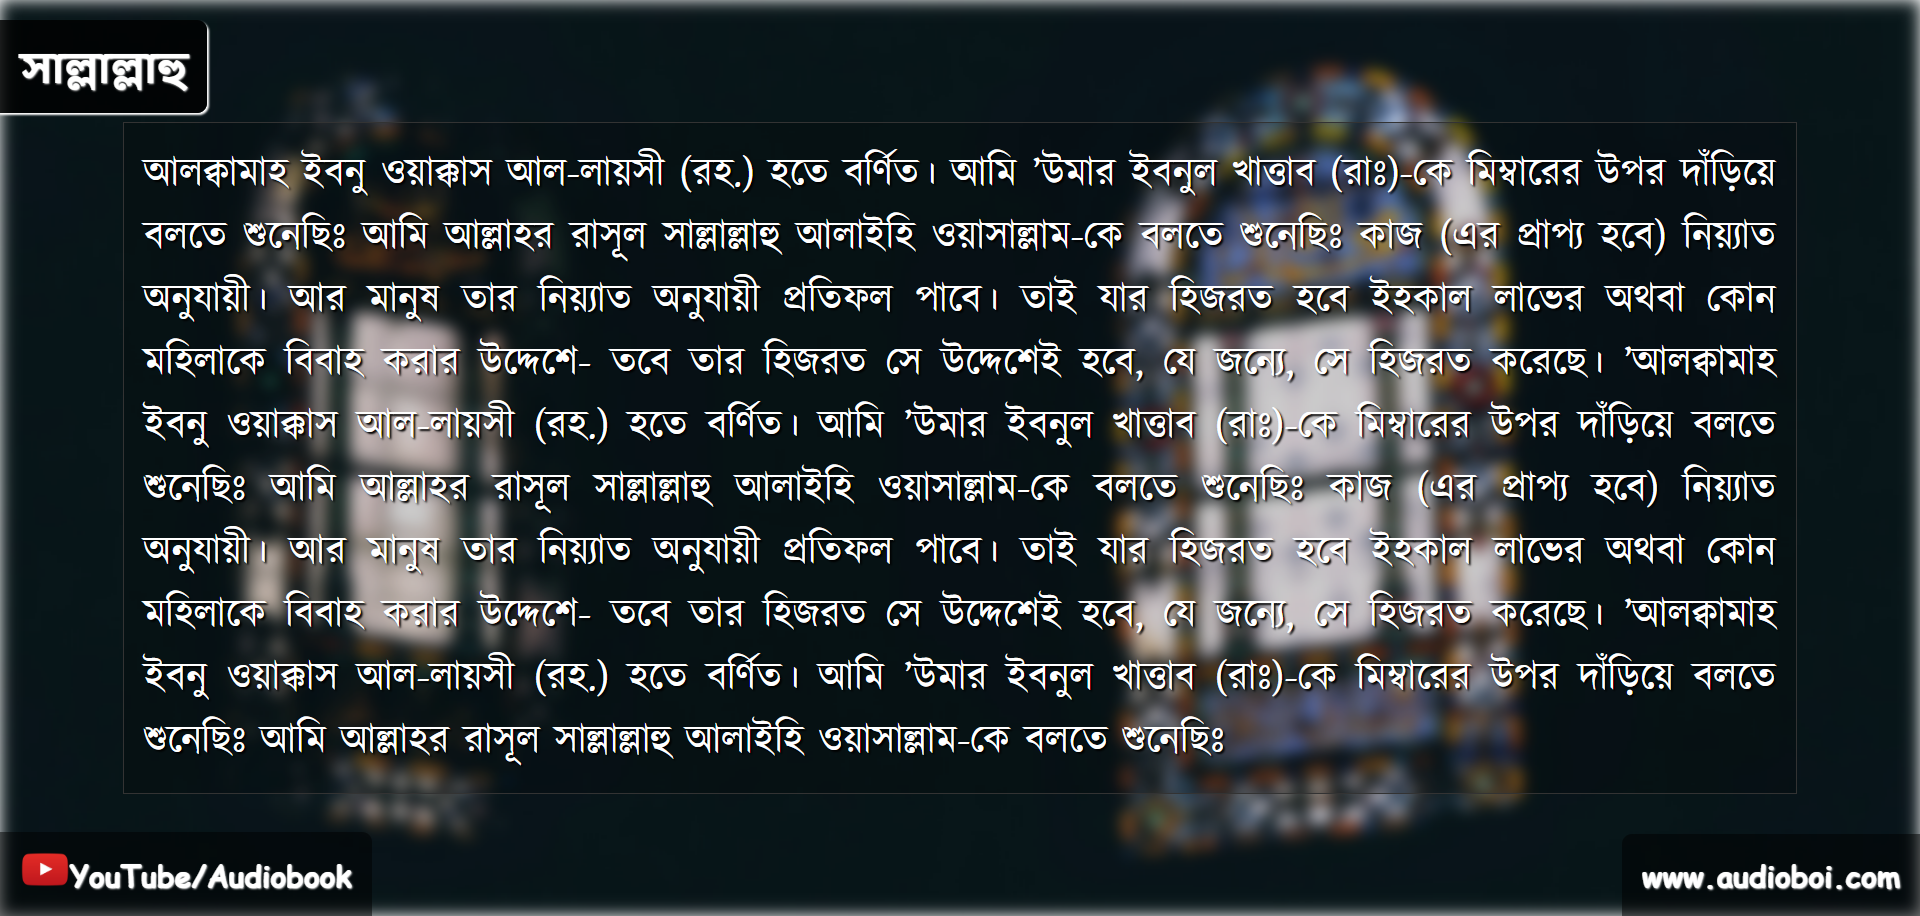 সাল্লাল্লাহু
আলক্বামাহ ইবনু ওয়াক্কাস আল-লায়সী (রহ.) হতে বর্ণিত। আমি ’উমার ইবনুল খাত্তাব (রাঃ)-কে মিম্বারের উপর দাঁড়িয়ে
বলতে শুনেছিঃ আমি আল্লাহর রাসূল সাল্লাল্লাহু আলাইহি ওয়াসাল্লাম-কে বলতে শুনেছিঃ কাজ (এর প্রাপ্য হবে) নিয়্যাত
অনুযায়ী। আর মানুষ তার নিয়্যাত অনুযায়ী প্রতিফল পাবে। তাই যার হিজরত হবে ইহকাল লাভের অথবা কোন
মহিলাকে বিবাহ করার উদ্দেশে- তবে তার হিজরত সে উদ্দেশেই হবে, যে জন্যে, সে হিজরত করেছে। ’আলক্বামাহ
ইবনু ওয়াক্কাস আল-লায়সী (রহ.) হতে বর্ণিত। আমি ’উমার ইবনুল খাত্তাব (রাঃ)-কে মিম্বারের উপর দাঁড়িয়ে বলতে
শুনেছিঃ আমি আল্লাহর রাসূল সাল্লাল্লাহু আলাইহি ওয়াসাল্লাম-কে বলতে শুনেছিঃ কাজ (এর প্রাপ্য হবে) নিয়্যাত
অনুযায়ী। আর মানুষ তার নিয়্যাত অনুযায়ী প্রতিফল পাবে। তাই যার হিজরত হবে ইহকাল লাভের অথবা কোন
মহিলাকে বিবাহ করার উদ্দেশে- তবে তার হিজরত সে উদ্দেশেই হবে, যে জন্যে, সে হিজরত করেছে। ’আলক্বামাহ
ইবনু ওয়াক্কাস আল-লায়সী (রহ.) হতে বর্ণিত। আমি ’উমার ইবনুল খাত্তাব (রাঃ)-কে মিম্বারের উপর দাঁড়িয়ে বলতে
শুনেছিঃ আমি আল্লাহর রাসূল সাল্লাল্লাহু আলাইহি ওয়াসাল্লাম-কে বলতে শুনেছিঃ
YouTube/Audiobook
www.audioboi.com